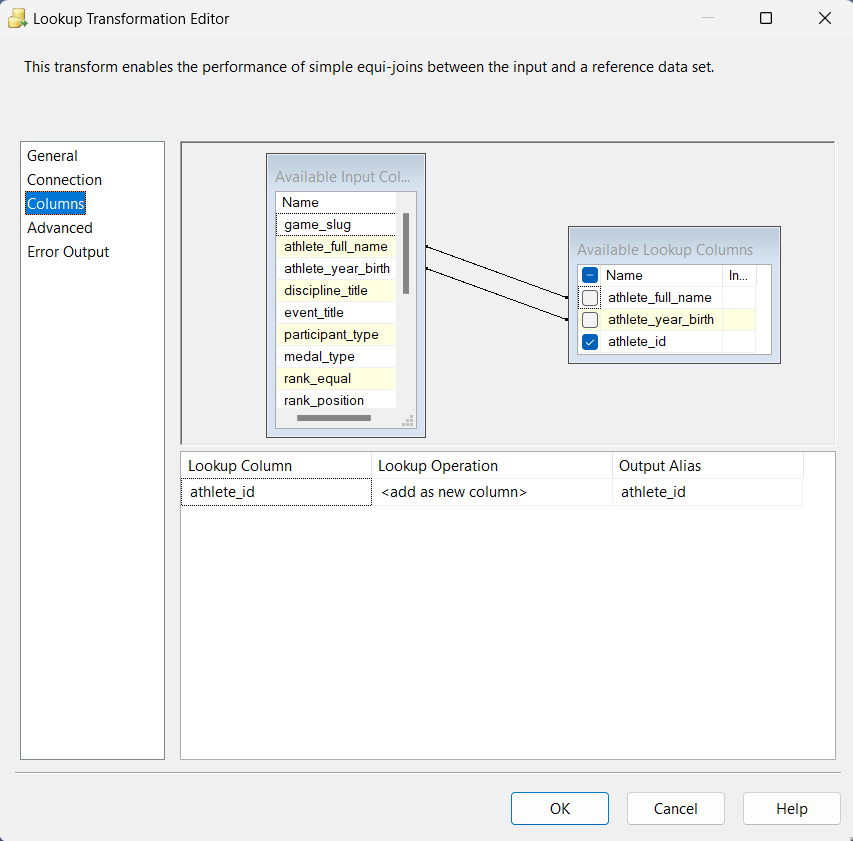 Lookup Transformation Editor
This transform enables the performance of simple equi-joins between the input and a reference data set.
General
Connection
Columns
Advanced
Error Output
Available Input Col...
Name
game_slug
athlete_full_name
athlete_year_birth
discipline_title
event_title
participant_type
medal_type
rank_equal
rank_position
Available Lookup Columns
Name In...
athlete_full_name
athlete_year_birth
athlete_id
Lookup Column Lookup Operation Output Alias
athlete_id <add as new column> athlete_id
OK Cancel Help